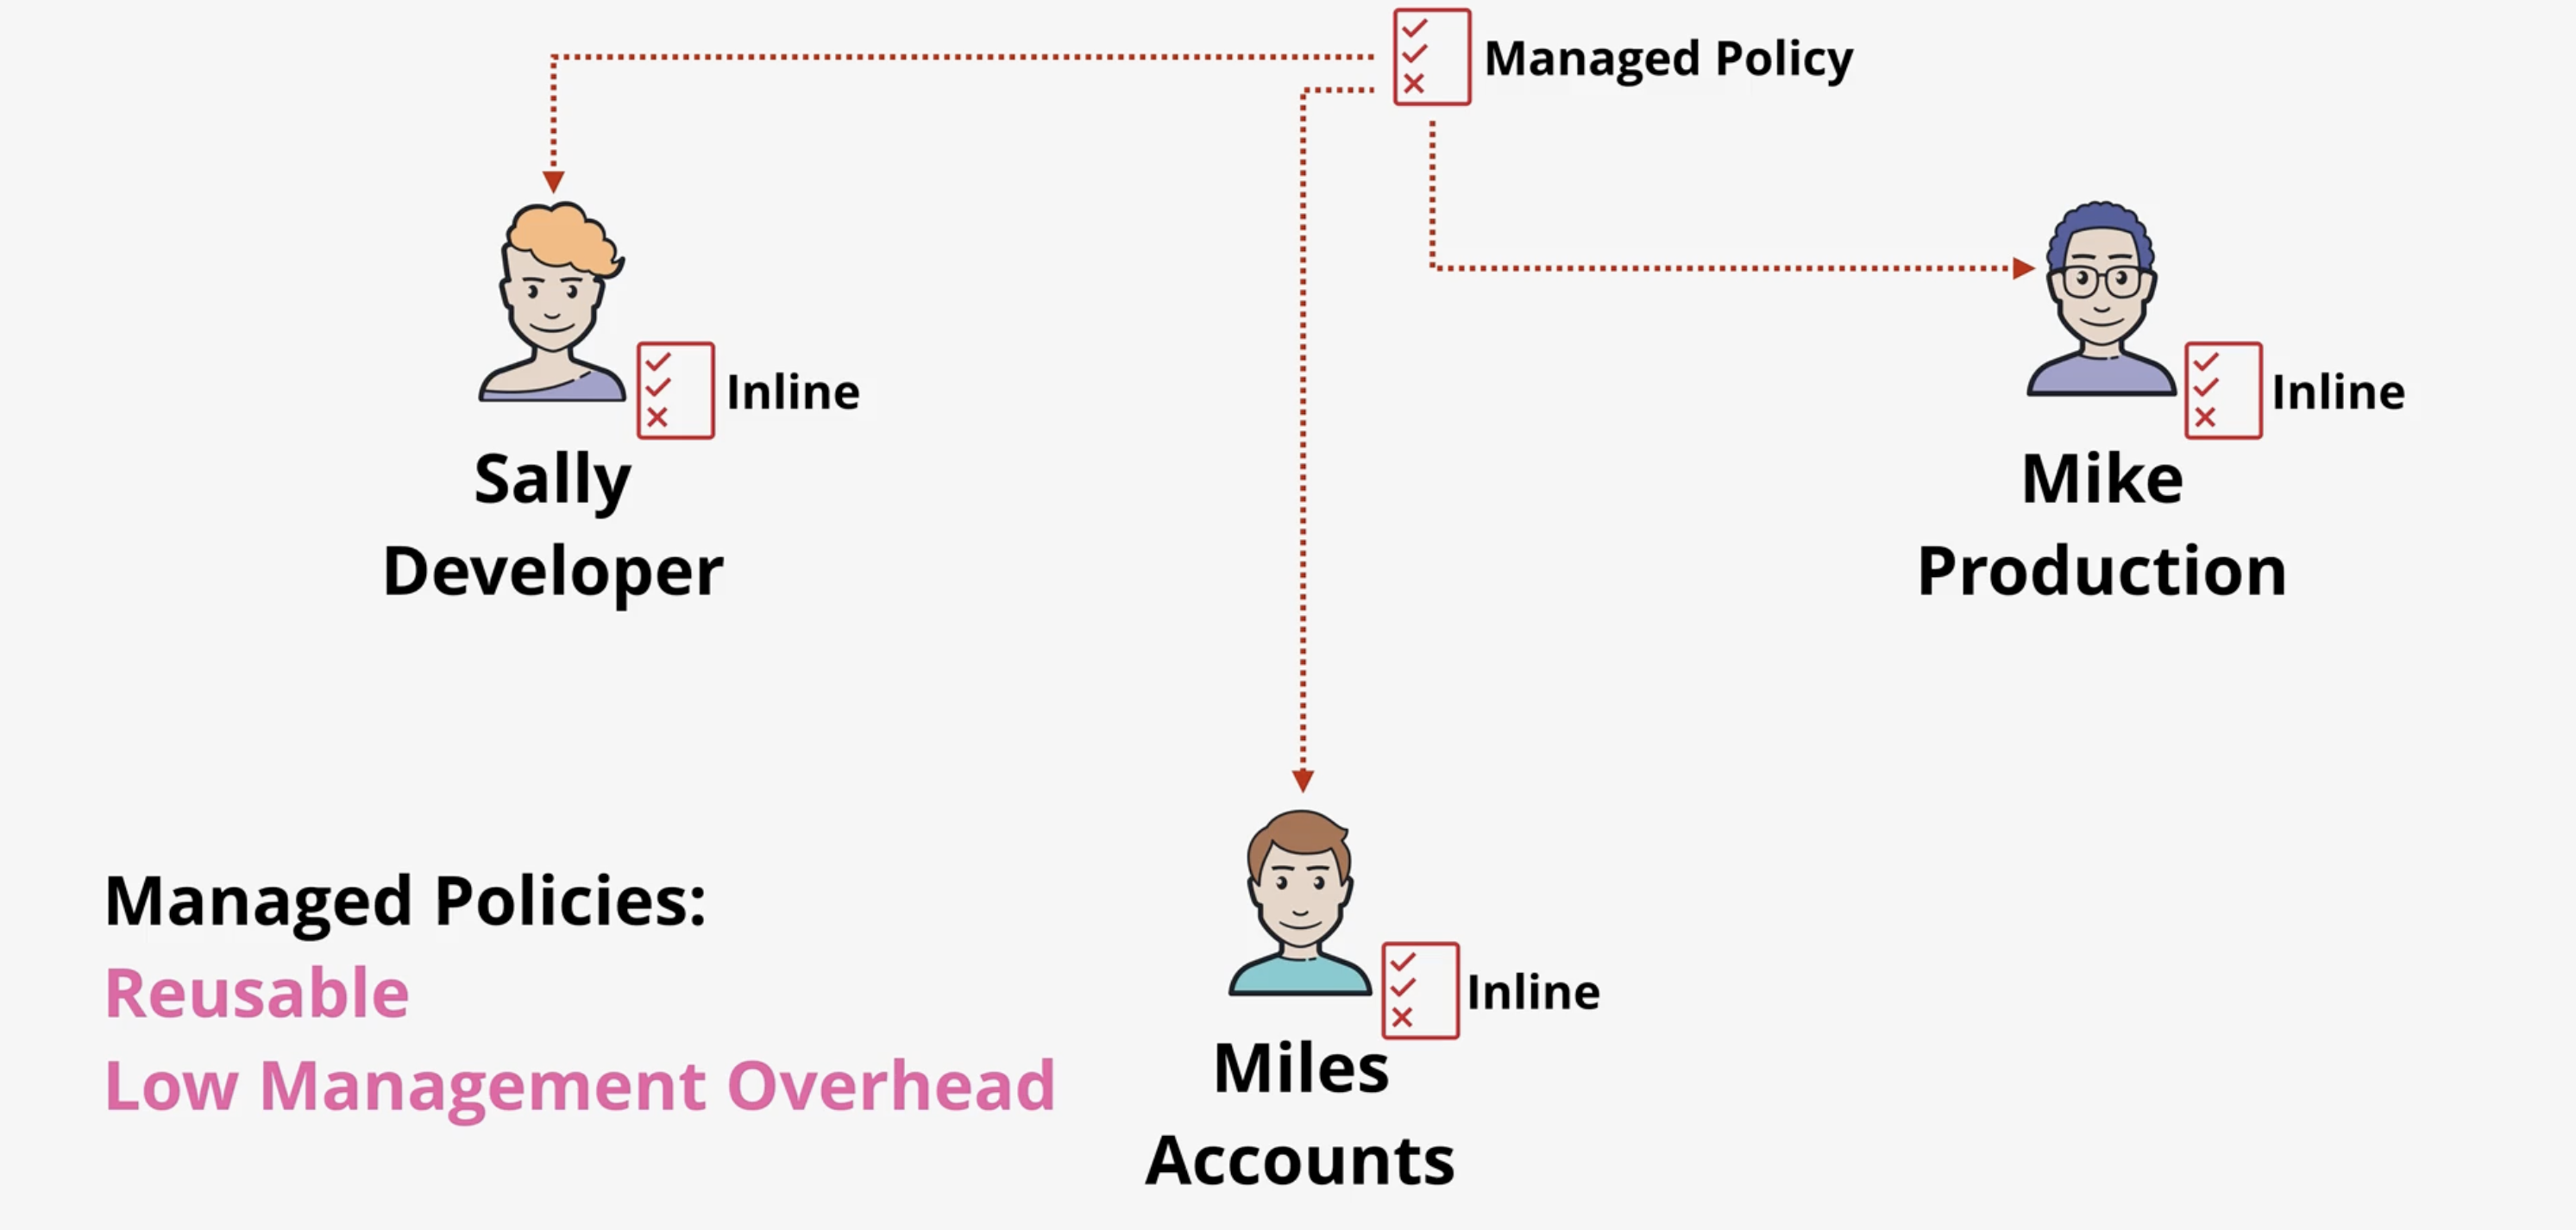 Managed Policy
Inline
Sally
Developer
Inline
Mike
Production
Managed Policies:
Reusable
Low Management Overhead
Inline
Miles
Accounts